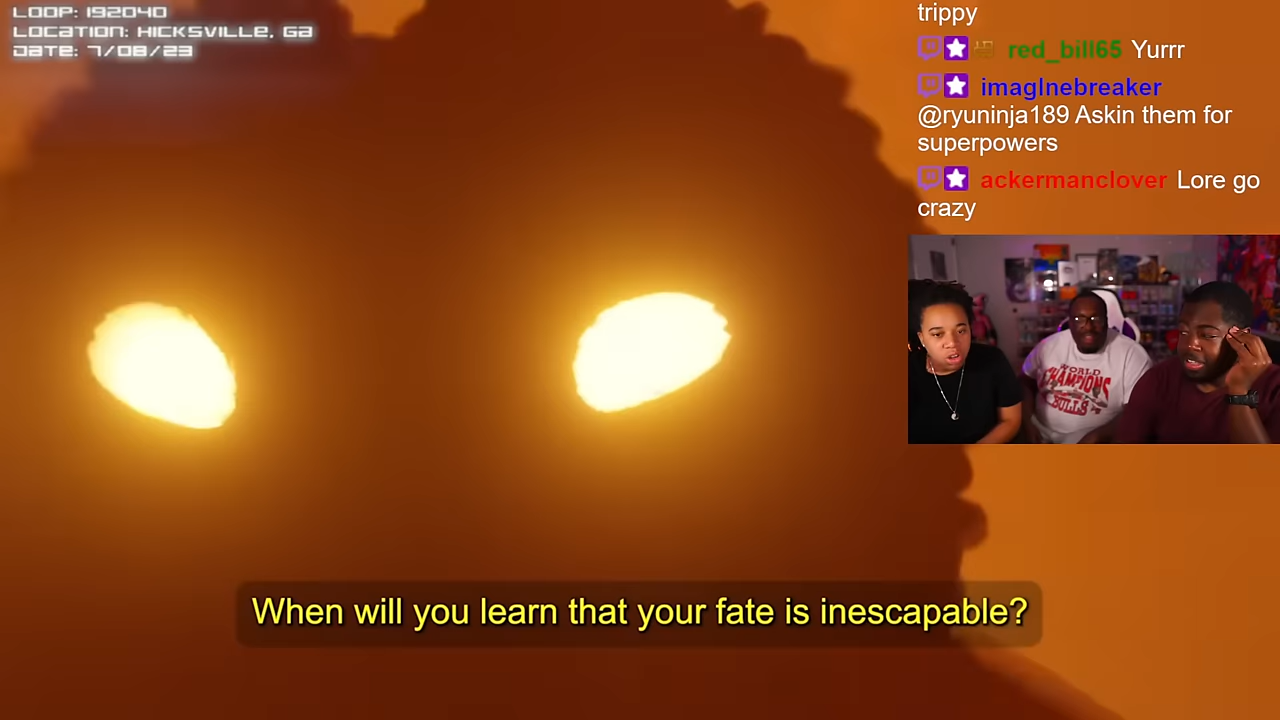 LOOP: 192040
LOCATION: HICKSVILLE, GA
DATE: 7/08/23
trippy
red_bill65 Yurrr
imagInebreaker
@ryuninja189 Askin them for
superpowers
ackermanclover Lore go
crazy
WORLD
CHAMPIONS
BULLS
When will you learn that your fate is inescapable?